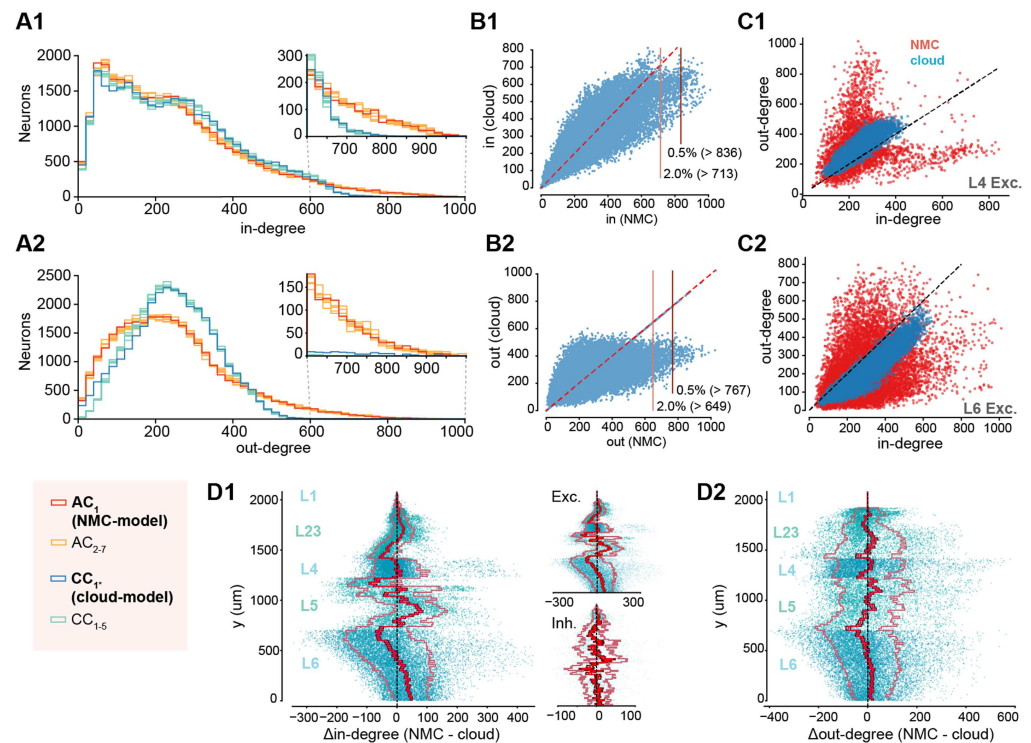 A1
Neurons
2000
1500
1000
500
0
0 200 400 600 800 1000
in-degree
300
200
100
0
700 800 900
B1
in (cloud)
800
700
600
500
400
300
200
100
0
0 200 400 600 800 1000
in (NMC)
0.5% (> 836)
2.0% (> 713)
C1
out-degree
1000
800
600
400
200
0
0 200 400 600 800
in-degree
NMC
cloud
L4 Exc.
A2
Neurons
2500
2000
1500
1000
500
0
0 200 400 600 800 1000
out-degree
150
100
50
0
700 800 900
B2
out (cloud)
1000
800
600
400
200
0
0 200 400 600 800 1000
out (NMC)
0.5% (> 767)
2.0% (> 649)
C2
out-degree
800
700
600
500
400
300
200
100
0
0 200 400 600 800 1000
in-degree
L6 Exc.
AC1
(NMC-model)
AC2-7
CC1*
(cloud-model)
CC1-5
D1
y (um)
2000
1500
1000
500
0
L1
L23
L4
L5
L6
−300 −200 −100 0 100 200 300 400
Δin-degree (NMC - cloud)
Exc.
−300 0 300
Inh.
−100 0 100
D2
y (um)
2000
1500
1000
500
0
L1
L23
L4
L5
L6
−400 −200 0 200 400 600
Δout-degree (NMC - cloud)